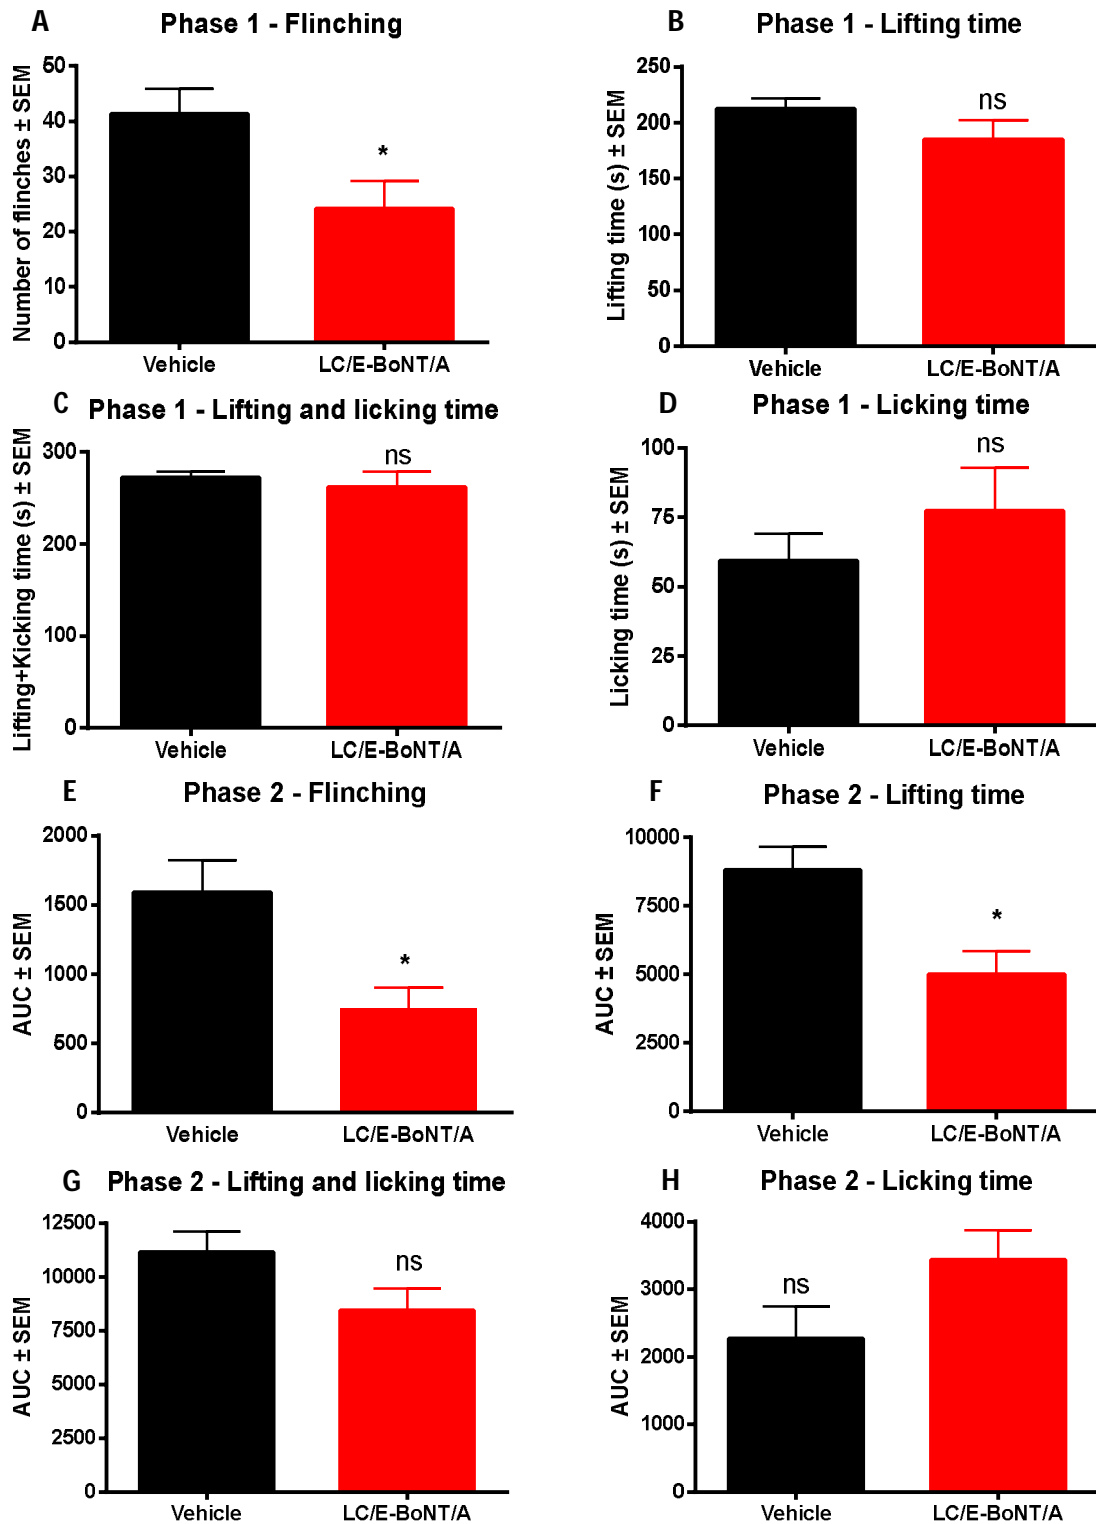 A
Phase 1 - Flinching
Number of flinches ± SEM
50
40
30
20
10
0
*
Vehicle
LC/E-BoNT/A
B
Phase 1 - Lifting time
Lifting time (s) ± SEM
250
200
150
100
50
0
ns
Vehicle
LC/E-BoNT/A
C
Phase 1 - Lifting and licking time
Lifting+Kicking time (s) ± SEM
300
200
100
0
ns
Vehicle
LC/E-BoNT/A
D
Phase 1 - Licking time
Licking time (s) ± SEM
100
75
50
25
0
ns
Vehicle
LC/E-BoNT/A
E
Phase 2 - Flinching
AUC ± SEM
2000
1500
1000
500
0
*
Vehicle
LC/E-BoNT/A
F
Phase 2 - Lifting time
AUC ± SEM
10000
7500
5000
2500
0
*
Vehicle
LC/E-BoNT/A
G
Phase 2 - Lifting and licking time
AUC ± SEM
12500
10000
7500
5000
2500
0
ns
Vehicle
LC/E-BoNT/A
H
Phase 2 - Licking time
AUC ± SEM
4000
3000
2000
1000
0
ns
Vehicle
LC/E-BoNT/A